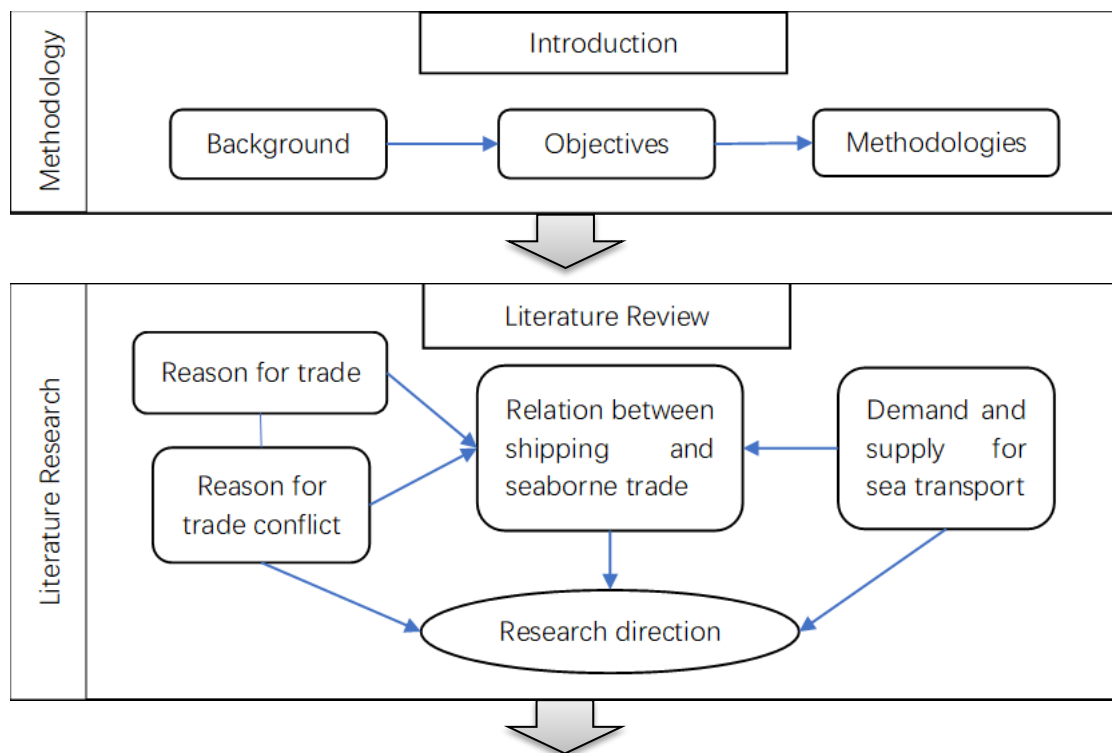 Methodology
Introduction
Background
Objectives
Methodologies
Literature Research
Literature Review
Reason for trade
Reason for
trade conflict
Relation between
shipping and
seaborne trade
Demand and
supply for
sea transport
Research direction